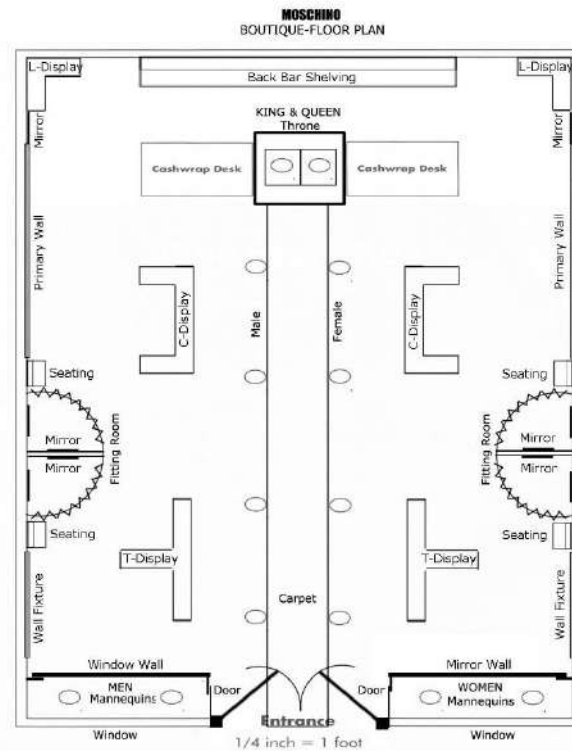 MOSCHINO
BOUTIQUE-FLOOR PLAN
L-Display
L-Display
Back Bar Shelving
Mirror
KING & QUEEN
Throne
Mirror
Cashwrap Desk
Cashwrap Desk
Primary Wall
C-Display
Male
Female
C-Display
Primary Wall
Seating
Seating
Mirror
Mirror
Fitting Room
Fitting Room
Mirror
Mirror
Seating
Seating
T-Display
T-Display
Wall Fixture
Carpet
Wall Fixture
Window Wall
Mirror Wall
MEN
Mannequins
Door
Door
WOMEN
Mannequins
Window
Entrance
Window
1/4 inch = 1 foot